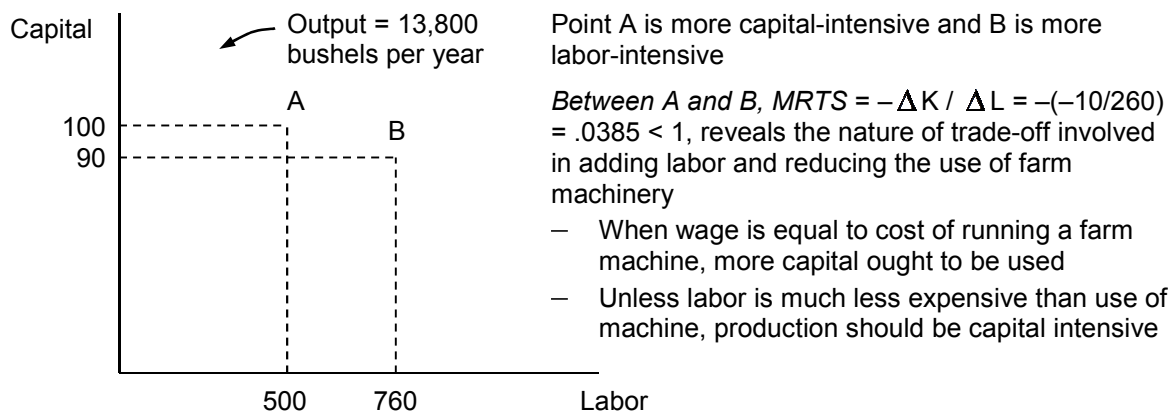 Capital
Output = 13,800
bushels per year
A
B
100
90
500
760
Labor
Point A is more capital-intensive and B is more
labor-intensive
Between A and B, MRTS = – Δ K / Δ L = –(–10/260)
= .0385 < 1, reveals the nature of trade-off involved
in adding labor and reducing the use of farm
machinery
– When wage is equal to cost of running a farm
machine, more capital ought to be used
– Unless labor is much less expensive than use of
machine, production should be capital intensive